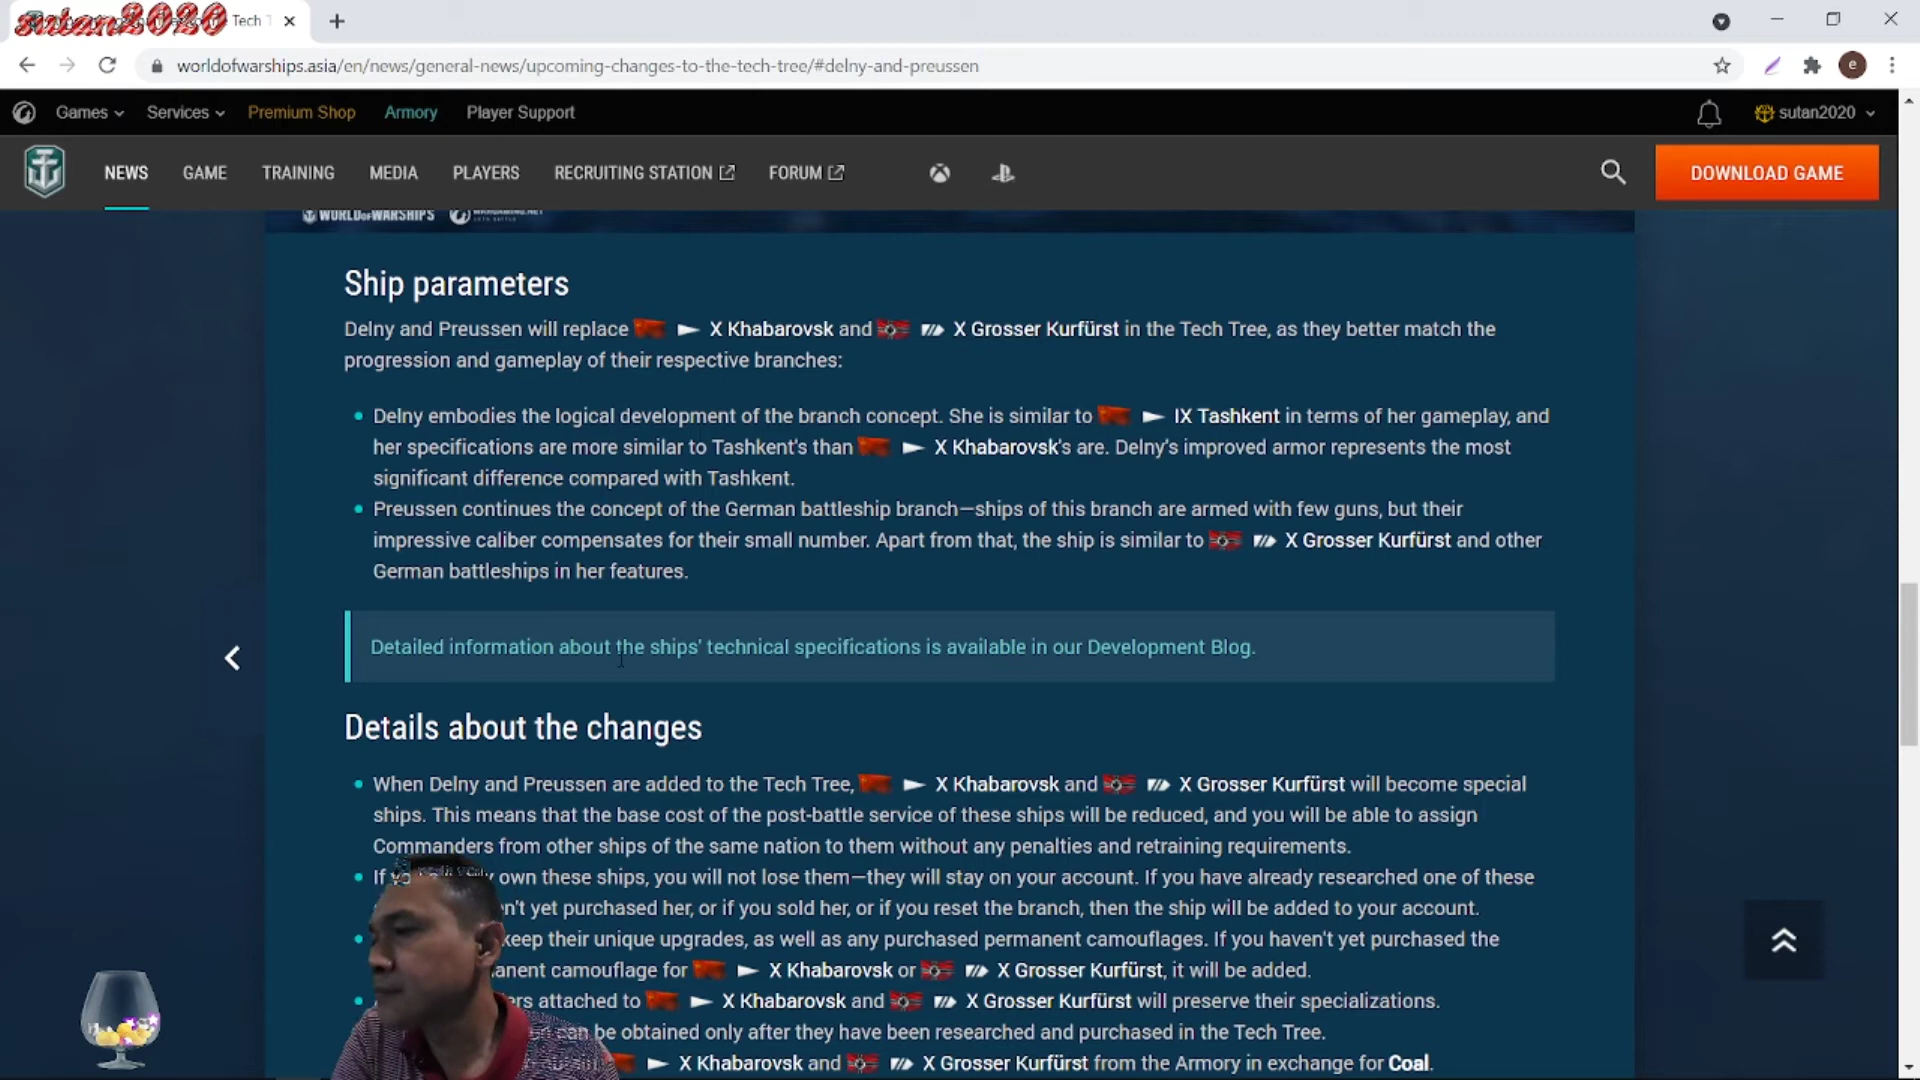 sutan2020 Tech T
worldofwarships.asia/en/news/general-news/upcoming-changes-to-the-tech-tree/#delny-and-preussen
e
Games Services Premium Shop Armory Player Support
sutan2020
NEWS GAME TRAINING MEDIA PLAYERS RECRUITING STATION FORUM
DOWNLOAD GAME
WORLD OF WARSHIPS WARGAMING.NET
Ship parameters
Delny and Preussen will replace X Khabarovsk and X Grosser Kurfürst in the Tech Tree, as they better match the
progression and gameplay of their respective branches:
Delny embodies the logical development of the branch concept. She is similar to IX Tashkent in terms of her gameplay, and
her specifications are more similar to Tashkent's than X Khabarovsk's are. Delny's improved armor represents the most
significant difference compared with Tashkent.
Preussen continues the concept of the German battleship branch—ships of this branch are armed with few guns, but their
impressive caliber compensates for their small number. Apart from that, the ship is similar to X Grosser Kurfürst and other
German battleships in her features.
Detailed information about the ships' technical specifications is available in our Development Blog.
Details about the changes
When Delny and Preussen are added to the Tech Tree, X Khabarovsk and X Grosser Kurfürst will become special
ships. This means that the base cost of the post-battle service of these ships will be reduced, and you will be able to assign
Commanders from other ships of the same nation to them without any penalties and retraining requirements.
If own these ships, you will not lose them—they will stay on your account. If you have already researched one of these
n't yet purchased her, or if you sold her, or if you reset the branch, then the ship will be added to your account.
keep their unique upgrades, as well as any purchased permanent camouflages. If you haven't yet purchased the
anent camouflage for X Khabarovsk or X Grosser Kurfürst, it will be added.
ers attached to X Khabarovsk and X Grosser Kurfürst will preserve their specializations.
can be obtained only after they have been researched and purchased in the Tech Tree.
X Khabarovsk and X Grosser Kurfürst from the Armory in exchange for Coal.